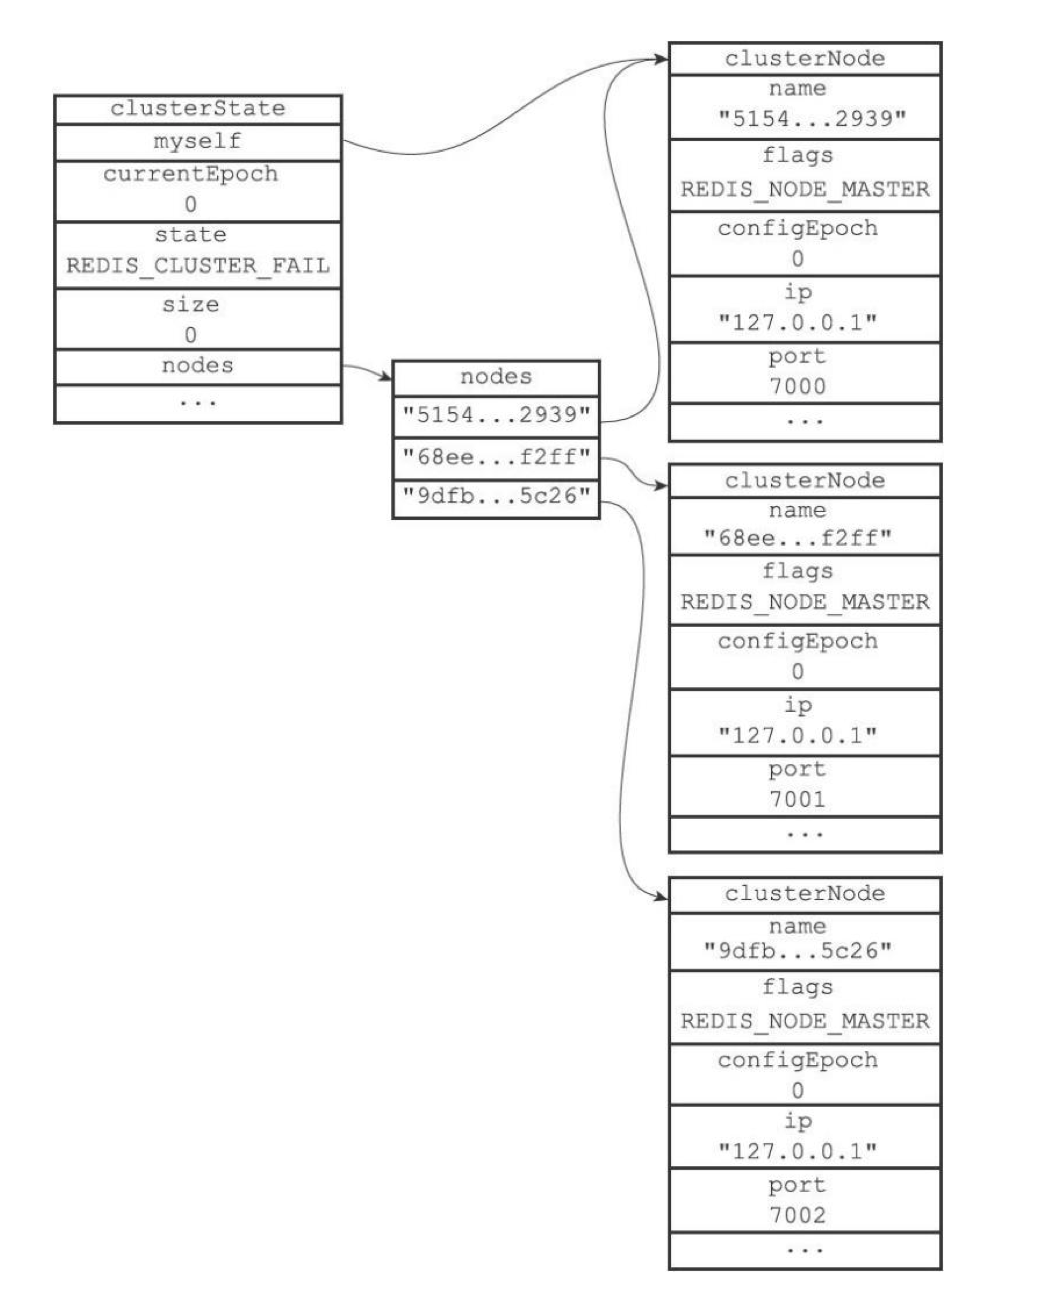 clusterState
myself
currentEpoch
0
state
REDIS_CLUSTER_FAIL
size
0
nodes
...
nodes
"5154...2939"
"68ee...f2ff"
"9dfb...5c26"
clusterNode
name
"5154...2939"
flags
REDIS_NODE_MASTER
configEpoch
0
ip
"127.0.0.1"
port
7000
...
clusterNode
name
"68ee...f2ff"
flags
REDIS_NODE_MASTER
configEpoch
0
ip
"127.0.0.1"
port
7001
...
clusterNode
name
"9dfb...5c26"
flags
REDIS_NODE_MASTER
configEpoch
0
ip
"127.0.0.1"
port
7002
...